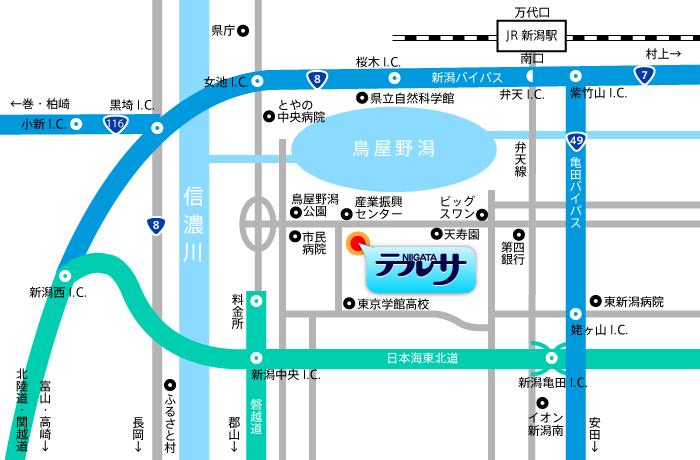 万代口
県庁
JR 新潟駅
村上→
南口
桜木 I.C.
女池 I.C.
8
新潟バイパス
7
←巻・柏崎
黒埼 I.C.
弁天 I.C.
紫竹山 I.C.
とやの
中央病院
県立自然科学館
小新 I.C.
116
49
鳥屋野潟
弁天線
亀田バイパス
信濃川
8
鳥屋野潟
公園
産業振興
センター
ビッグ
スワン
市民
病院
天寿園
第四
銀行
NIIGATA
テルサ
新潟西 I.C.
料金所
東京学館高校
東新潟病院
姥ヶ山 I.C.
日本海東北道
新潟中央 I.C.
新潟亀田 I.C.
北陸道・関越道
富山・高崎→
長岡→
ふるさと村
郡山→
磐越道
イオン
新潟南
安田→